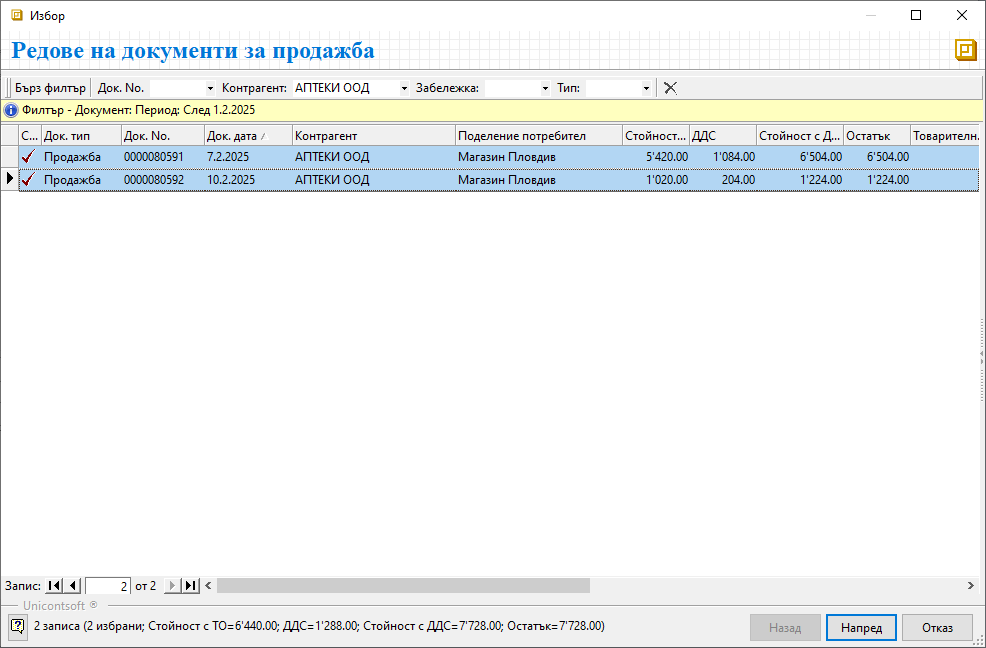 Избор
Редове на документи за продажба
Бърз филтър Док. No. Контрагент: АПТЕКИ ООД Забележка: Тип:
Филтър - Документ: Период: След 1.2.2025
С... Док. тип Док. No. Док. дата Контрагент Поделение потребител Стойност... ДДС Стойност с Д... Остатък Товарителн.
Продажба 0000080591 7.2.2025 АПТЕКИ ООД Магазин Пловдив 5'420.00 1'084.00 6'504.00 6'504.00
Продажба 0000080592 10.2.2025 АПТЕКИ ООД Магазин Пловдив 1'020.00 204.00 1'224.00 1'224.00
Запис: 2 от 2
Unicontsoft ®
2 записа (2 избрани; Стойност с ТО=6'440.00; ДДС=1'288.00; Стойност с ДДС=7'728.00; Остатък=7'728.00)
Назад Напред Отказ